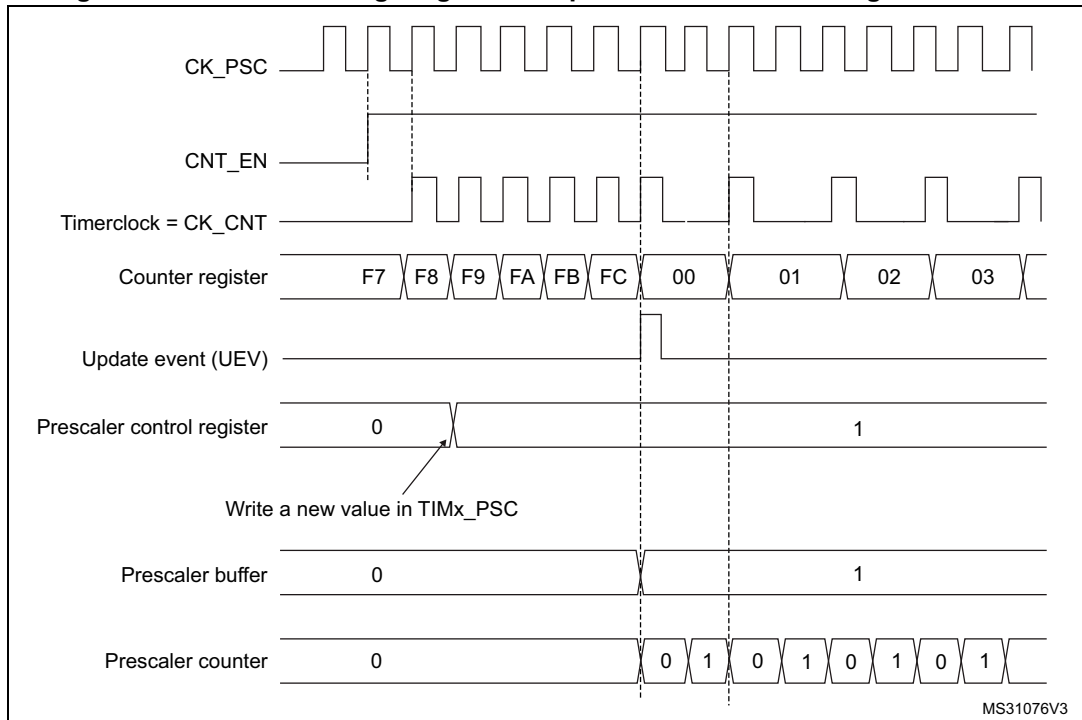 CK_PSC
CNT_EN
Timerclock = CK_CNT
Counter register F7 F8 F9 FA FB FC 00 01 02 03
Update event (UEV)
Prescaler control register 0 1
Write a new value in TIMx_PSC
Prescaler buffer 0 1
Prescaler counter 0 0 1 0 1 0 1 0 1
MS31076V3